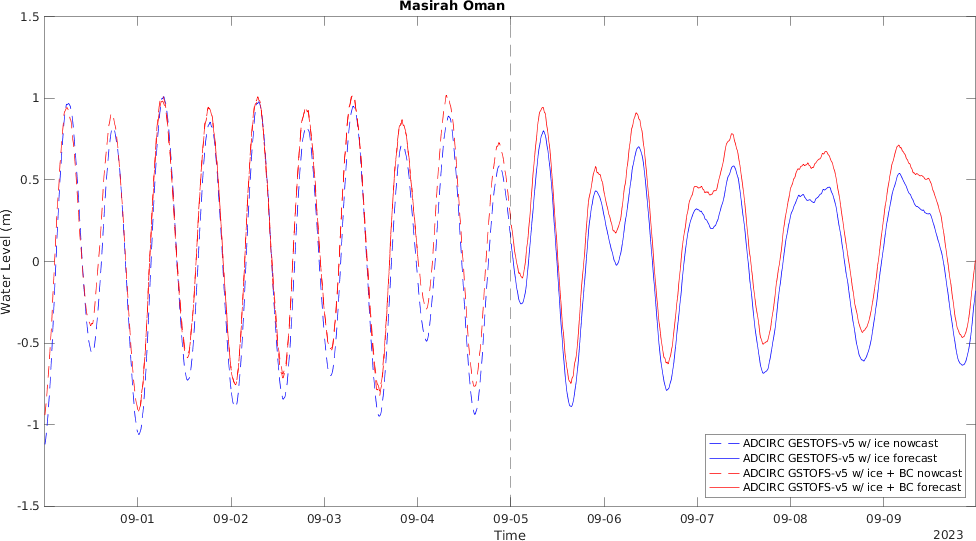 Masirah Oman
1.5
1
0.5
0
-0.5
-1
-1.5
Water Level (m)
09-01 09-02 09-03 09-04 09-05 09-06 09-07 09-08 09-09
Time
2023
ADCIRC GESTOFS-v5 w/ ice nowcast
ADCIRC GESTOFS-v5 w/ ice forecast
ADCIRC GSTOFS-v5 w/ ice + BC nowcast
ADCIRC GSTOFS-v5 w/ ice + BC forecast